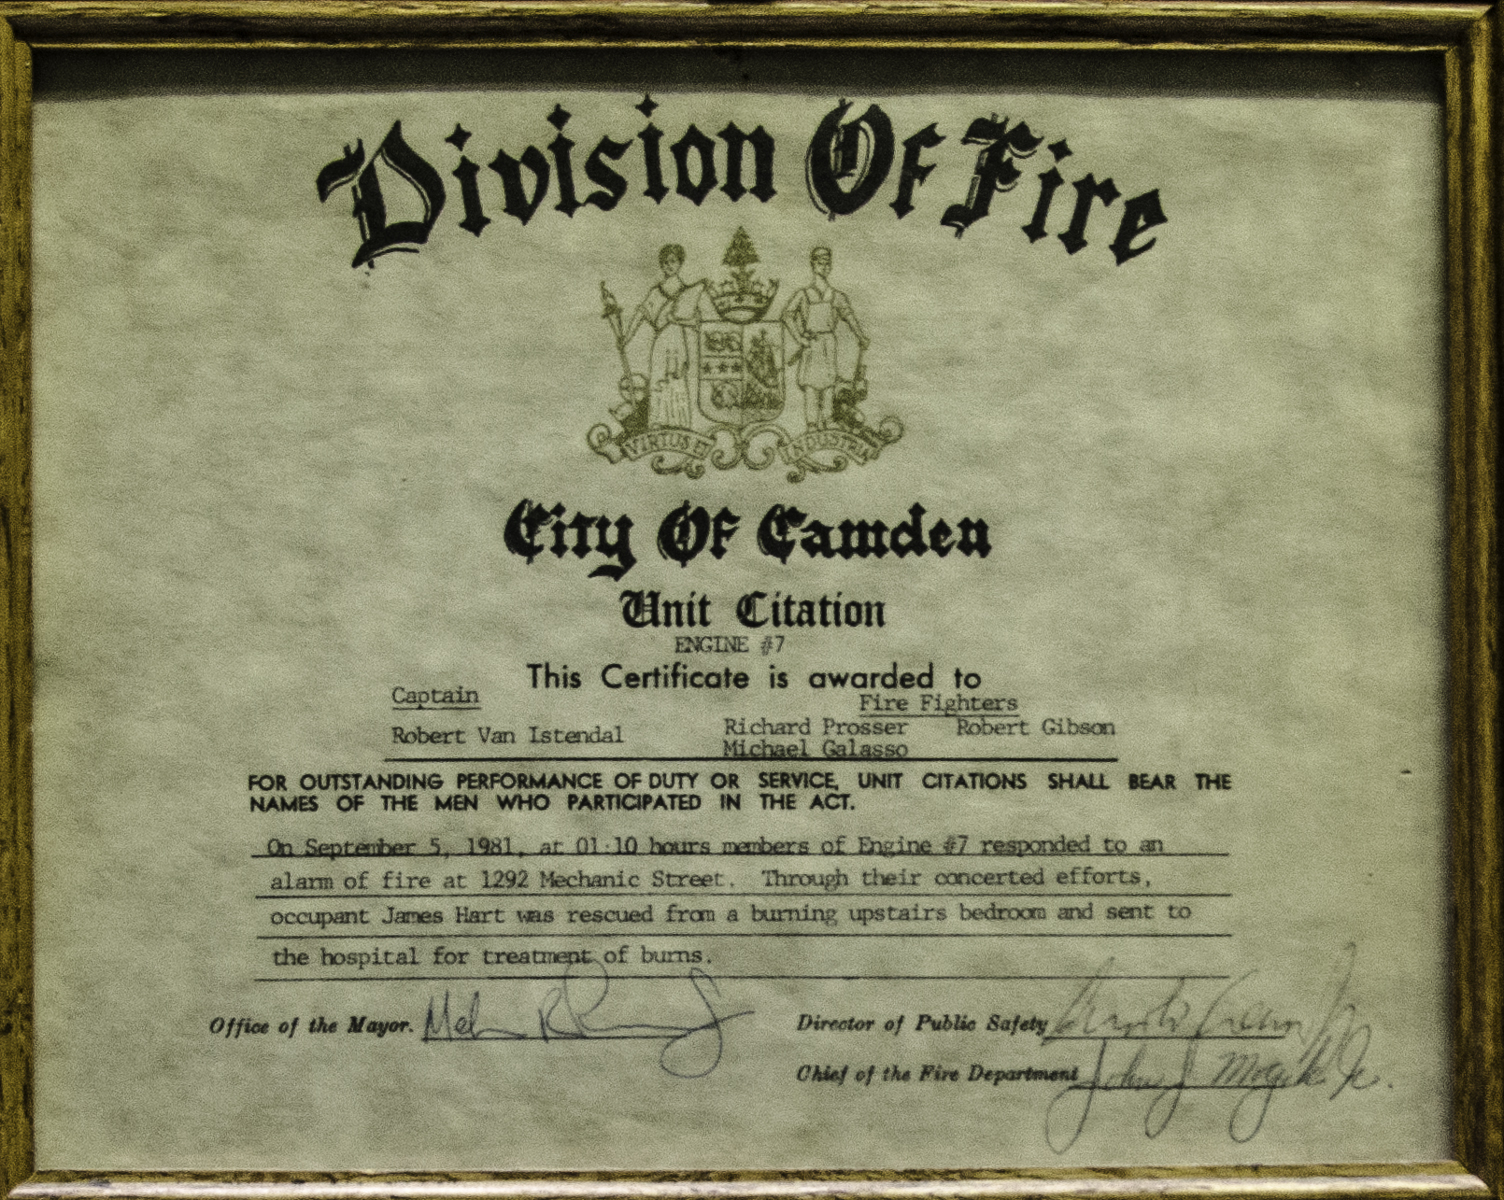 Division Of Fire
VIRTUS ET INDUSTRIA
City Of Camden
Unit Citation
ENGINE #7
This Certificate is awarded to
Captain Fire Fighters
Robert Van Istendal Richard Prosser Robert Gibson
Michael Galasso
FOR OUTSTANDING PERFORMANCE OF DUTY OR SERVICE, UNIT CITATIONS SHALL BEAR THE
NAMES OF THE MEN WHO PARTICIPATED IN THE ACT.
On September 5, 1981, at 01:10 hours members of Engine #7 responded to an
alarm of fire at 1292 Mechanic Street. Through their concerted efforts,
occupant James Hart was rescued from a burning upstairs bedroom and sent to
the hospital for treatment of burns.
Office of the Mayor. Director of Public Safety
Chief of the Fire Department John J